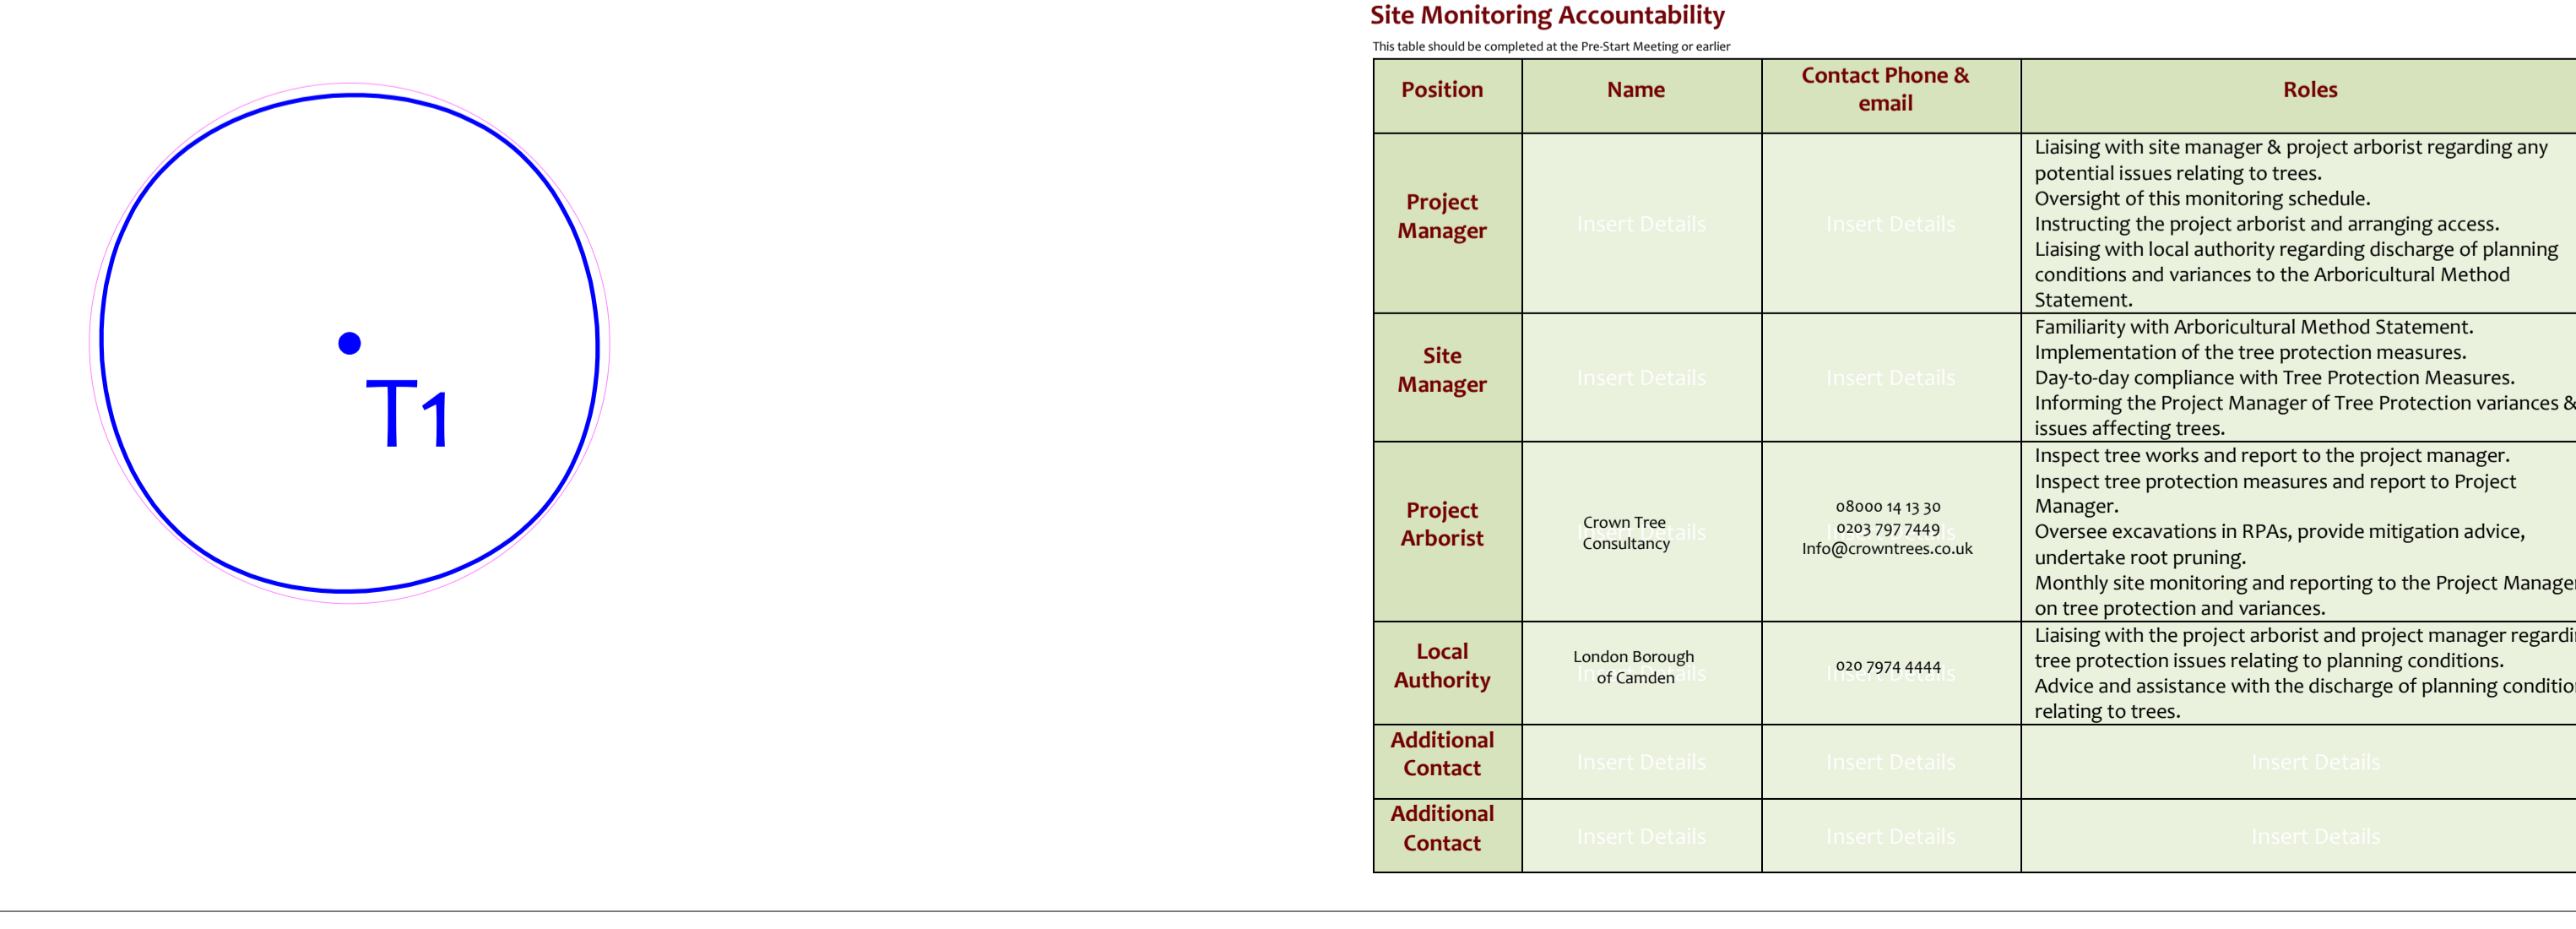 T1
Site Monitoring Accountability
This table should be completed at the Pre-Start Meeting or earlier
Position
Name
Contact Phone &
email
Roles
Project
Manager
Insert Details
Insert Details
Liaising with site manager & project arborist regarding any
potential issues relating to trees.
Oversight of this monitoring schedule.
Instructing the project arborist and arranging access.
Liaising with local authority regarding discharge of planning
conditions and variances to the Arboricultural Method
Statement.
Site
Manager
Insert Details
Insert Details
Familiarity with Arboricultural Method Statement.
Implementation of the tree protection measures.
Day-to-day compliance with Tree Protection Measures.
Informing the Project Manager of Tree Protection variances &
issues affecting trees.
Project
Arborist
Crown Tree
Insert Details
Consultancy
08000 14 13 30
0203 797 7449
Insert Details
Info@crowntrees.co.uk
Inspect tree works and report to the project manager.
Inspect tree protection measures and report to Project
Manager.
Oversee excavations in RPAs, provide mitigation advice,
undertake root pruning.
Monthly site monitoring and reporting to the Project Manager
on tree protection and variances.
Local
Authority
London Borough
Insert Details
of Camden
020 7974 4444
Insert Details
Liaising with the project arborist and project manager regardi
tree protection issues relating to planning conditions.
Advice and assistance with the discharge of planning conditio
relating to trees.
Additional
Contact
Insert Details
Insert Details
Insert Details
Additional
Contact
Insert Details
Insert Details
Insert Details